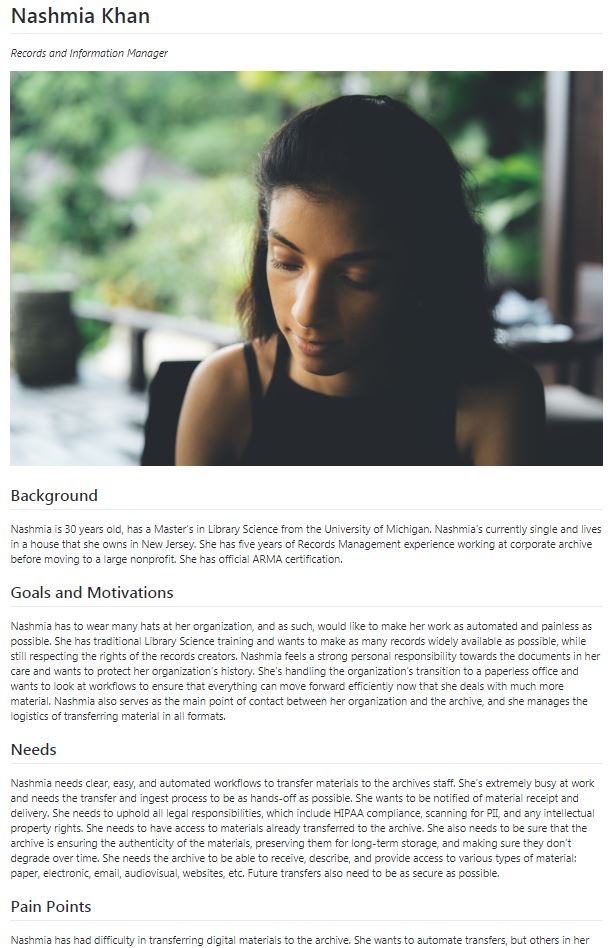 Nashmia Khan
Records and Information Manager
Background
Nashmia is 30 years old, has a Master's in Library Science from the University of Michigan. Nashmia's currently single and lives
in a house that she owns in New Jersey. She has five years of Records Management experience working at corporate archive
before moving to a large nonprofit. She has official ARMA certification.
Goals and Motivations
Nashmia has to wear many hats at her organization, and as such, would like to make her work as automated and painless as
possible. She has traditional Library Science training and wants to make as many records widely available as possible, while
still respecting the rights of the records creators. Nashmia feels a strong personal responsibility towards the documents in her
care and wants to protect her organization's history. She's handling the organization's transition to a paperless office and
wants to look at workflows to ensure that everything can move forward efficiently now that she deals with much more
material. Nashmia also serves as the main point of contact between her organization and the archive, and she manages the
logistics of transferring material in all formats.
Needs
Nashmia needs clear, easy, and automated workflows to transfer materials to the archives staff. She's extremely busy at work
and needs the transfer and ingest process to be as hands-off as possible. She wants to be notified of material receipt and
delivery. She needs to uphold all legal responsibilities, which include HIPAA compliance, scanning for PII, and any intellectual
property rights. She needs to have access to materials already transferred to the archive. She also needs to be sure that the
archive is ensuring the authenticity of the materials, preserving them for long-term storage, and making sure they don't
degrade over time. She needs the archive to be able to receive, describe, and provide access to various types of material:
paper, electronic, email, audiovisual, websites, etc. Future transfers also need to be as secure as possible.
Pain Points
Nashmia has had difficulty in transferring digital materials to the archive. She wants to automate transfers, but others in her